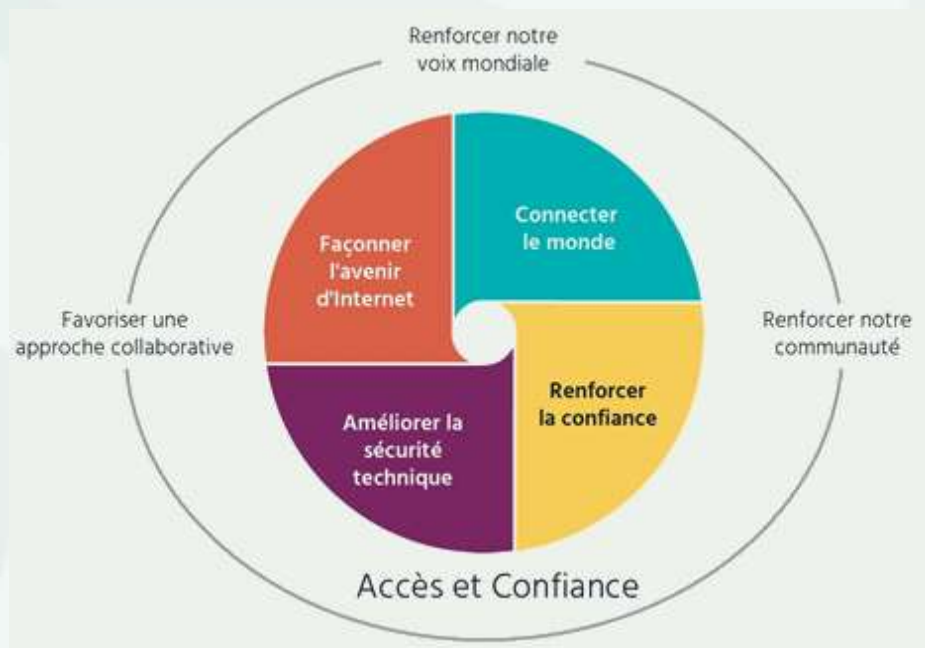 Renforcer notre
voix mondiale
Connecter
le monde
Façonner
l'avenir
d'Internet
Favoriser une
approche collaborative
Renforcer notre
communauté
Renforcer
la confiance
Améliorer la
sécurité
technique
Accès et Confiance